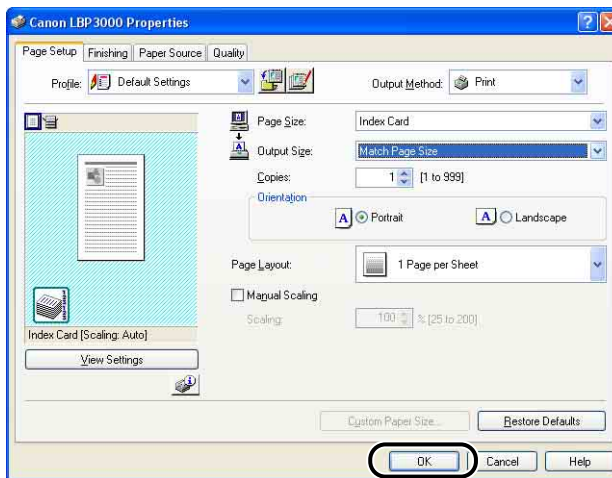 Canon LBP3000 Properties
Page Setup Finishing Paper Source Quality
Profile: Default Settings Output Method: Print
Page Size: Index Card
Output Size: Match Page Size
Copies: 1 [1 to 999]
Orientation
A Portrait A Landscape
Page Layout: 1 Page per Sheet
Manual Scaling
Scaling: 100 % [25 to 200]
Index Card [Scaling: Auto]
View Settings
Custom Paper Size... Restore Defaults
OK Cancel Help